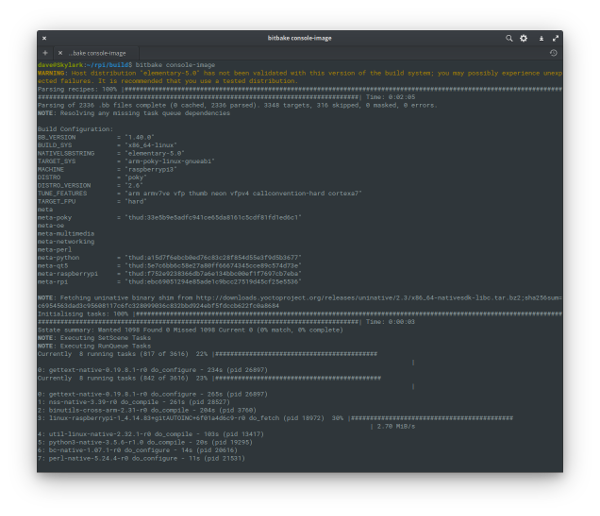 bitbake console-image
...bake console-image
dave@Skylark:~/rpi/build$ bitbake console-image
WARNING: Host distribution "elementary-5.0" has not been validated with this version of the build system; you may possibly experience unexp
ected failures. It is recommended that you use a tested distribution.
Parsing recipes: 100% |##########| Time: 0:02:05
Parsing of 2336 .bb files complete (0 cached, 2336 parsed). 3348 targets, 216 skipped, 0 masked, 0 errors.
NOTE: Resolving any missing task queue dependencies
Build Configuration:
BB_VERSION = "1.40.0"
BUILD_SYS = "x86_64-linux"
NATIVELSBSTRING = "elementary-5.0"
TARGET_SYS = "arm-poky-linux-gnueabi"
MACHINE = "raspberrypi3"
DISTRO = "poky"
DISTRO_VERSION = "2.6"
TUNE_FEATURES = "arm armv7ve vfp thumb neon vfpv4 callconvention-hard cortexa7"
TARGET_FPU = "hard"
meta
meta-poky = "thud:
meta-oe
meta-multimedia
meta-networking
meta-perl
meta-python = "thud:
meta-qt5 = "thud:
meta-raspberrypi = "thud:
meta-rpi = "thud:
NOTE: Fetching uninative binary shim from http://downloads.yoctoproject.org/releases/uninative/2.3/x86_64-nativesdk-libc.tar.bz2;sha256sum=
Initialising tasks: 100% |##########| Time: 0:00:03
Sstate summary: Wanted 1098 Found 0 Missed 1098 Current 0 (0% match, 0% complete)
NOTE: Executing SetScene Tasks
NOTE: Executing RunQueue Tasks
Currently 8 running tasks (817 of 3616) 22% |##########|
0: gettext-native-0.19.8.1-r0 do_configure - 234s (pid 26897)
Currently 8 running tasks (842 of 3616) 23% |##########|
0: gettext-native-0.19.8.1-r0 do_configure - 265s (pid 26897)
1: nss-native-3.39-r0 do_compile - 261s (pid 28527)
2: binutils-cross-arm-2.31-r0 do_compile - 204s (pid 3760)
3: linux-raspberrypi-1_4.14.83+gitAUTOINC+6f01a4d6c9-r0 do_fetch (pid 18972) 38% |##########| 2.70 MiB/s
4: util-linux-native-2.32.1-r0 do_compile - 103s (pid 13417)
5: python3-native-3.5.6-r1.0 do_compile - 20s (pid 19295)
6: bc-native-1.07.1-r0 do_configure - 14s (pid 20616)
7: perl-native-5.24.4-r0 do_configure - 11s (pid 21531)